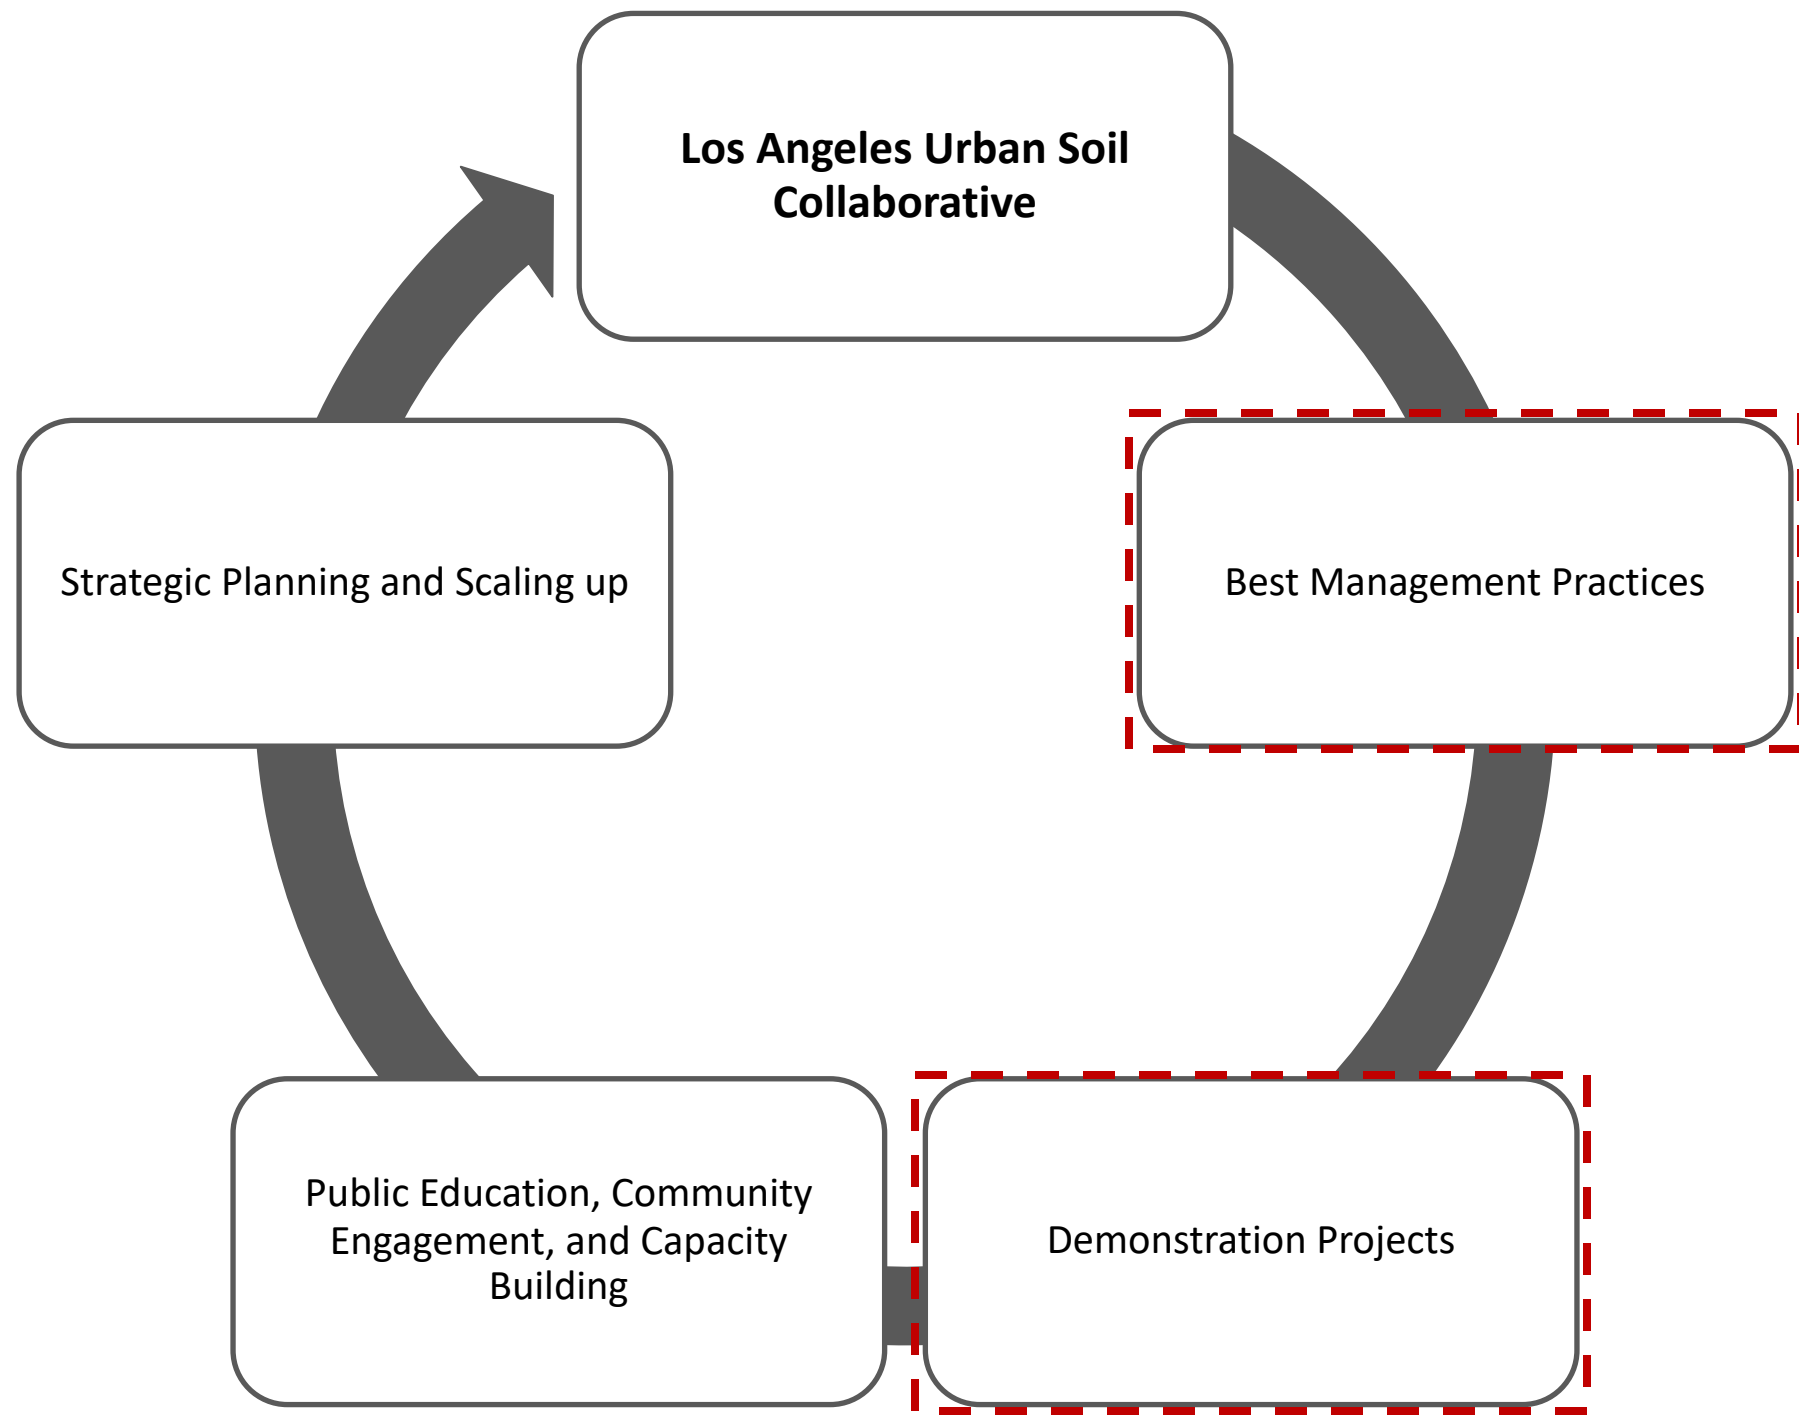 Los Angeles Urban Soil
Collaborative
Strategic Planning and Scaling up
Best Management Practices
Public Education, Community
Engagement, and Capacity
Building
Demonstration Projects